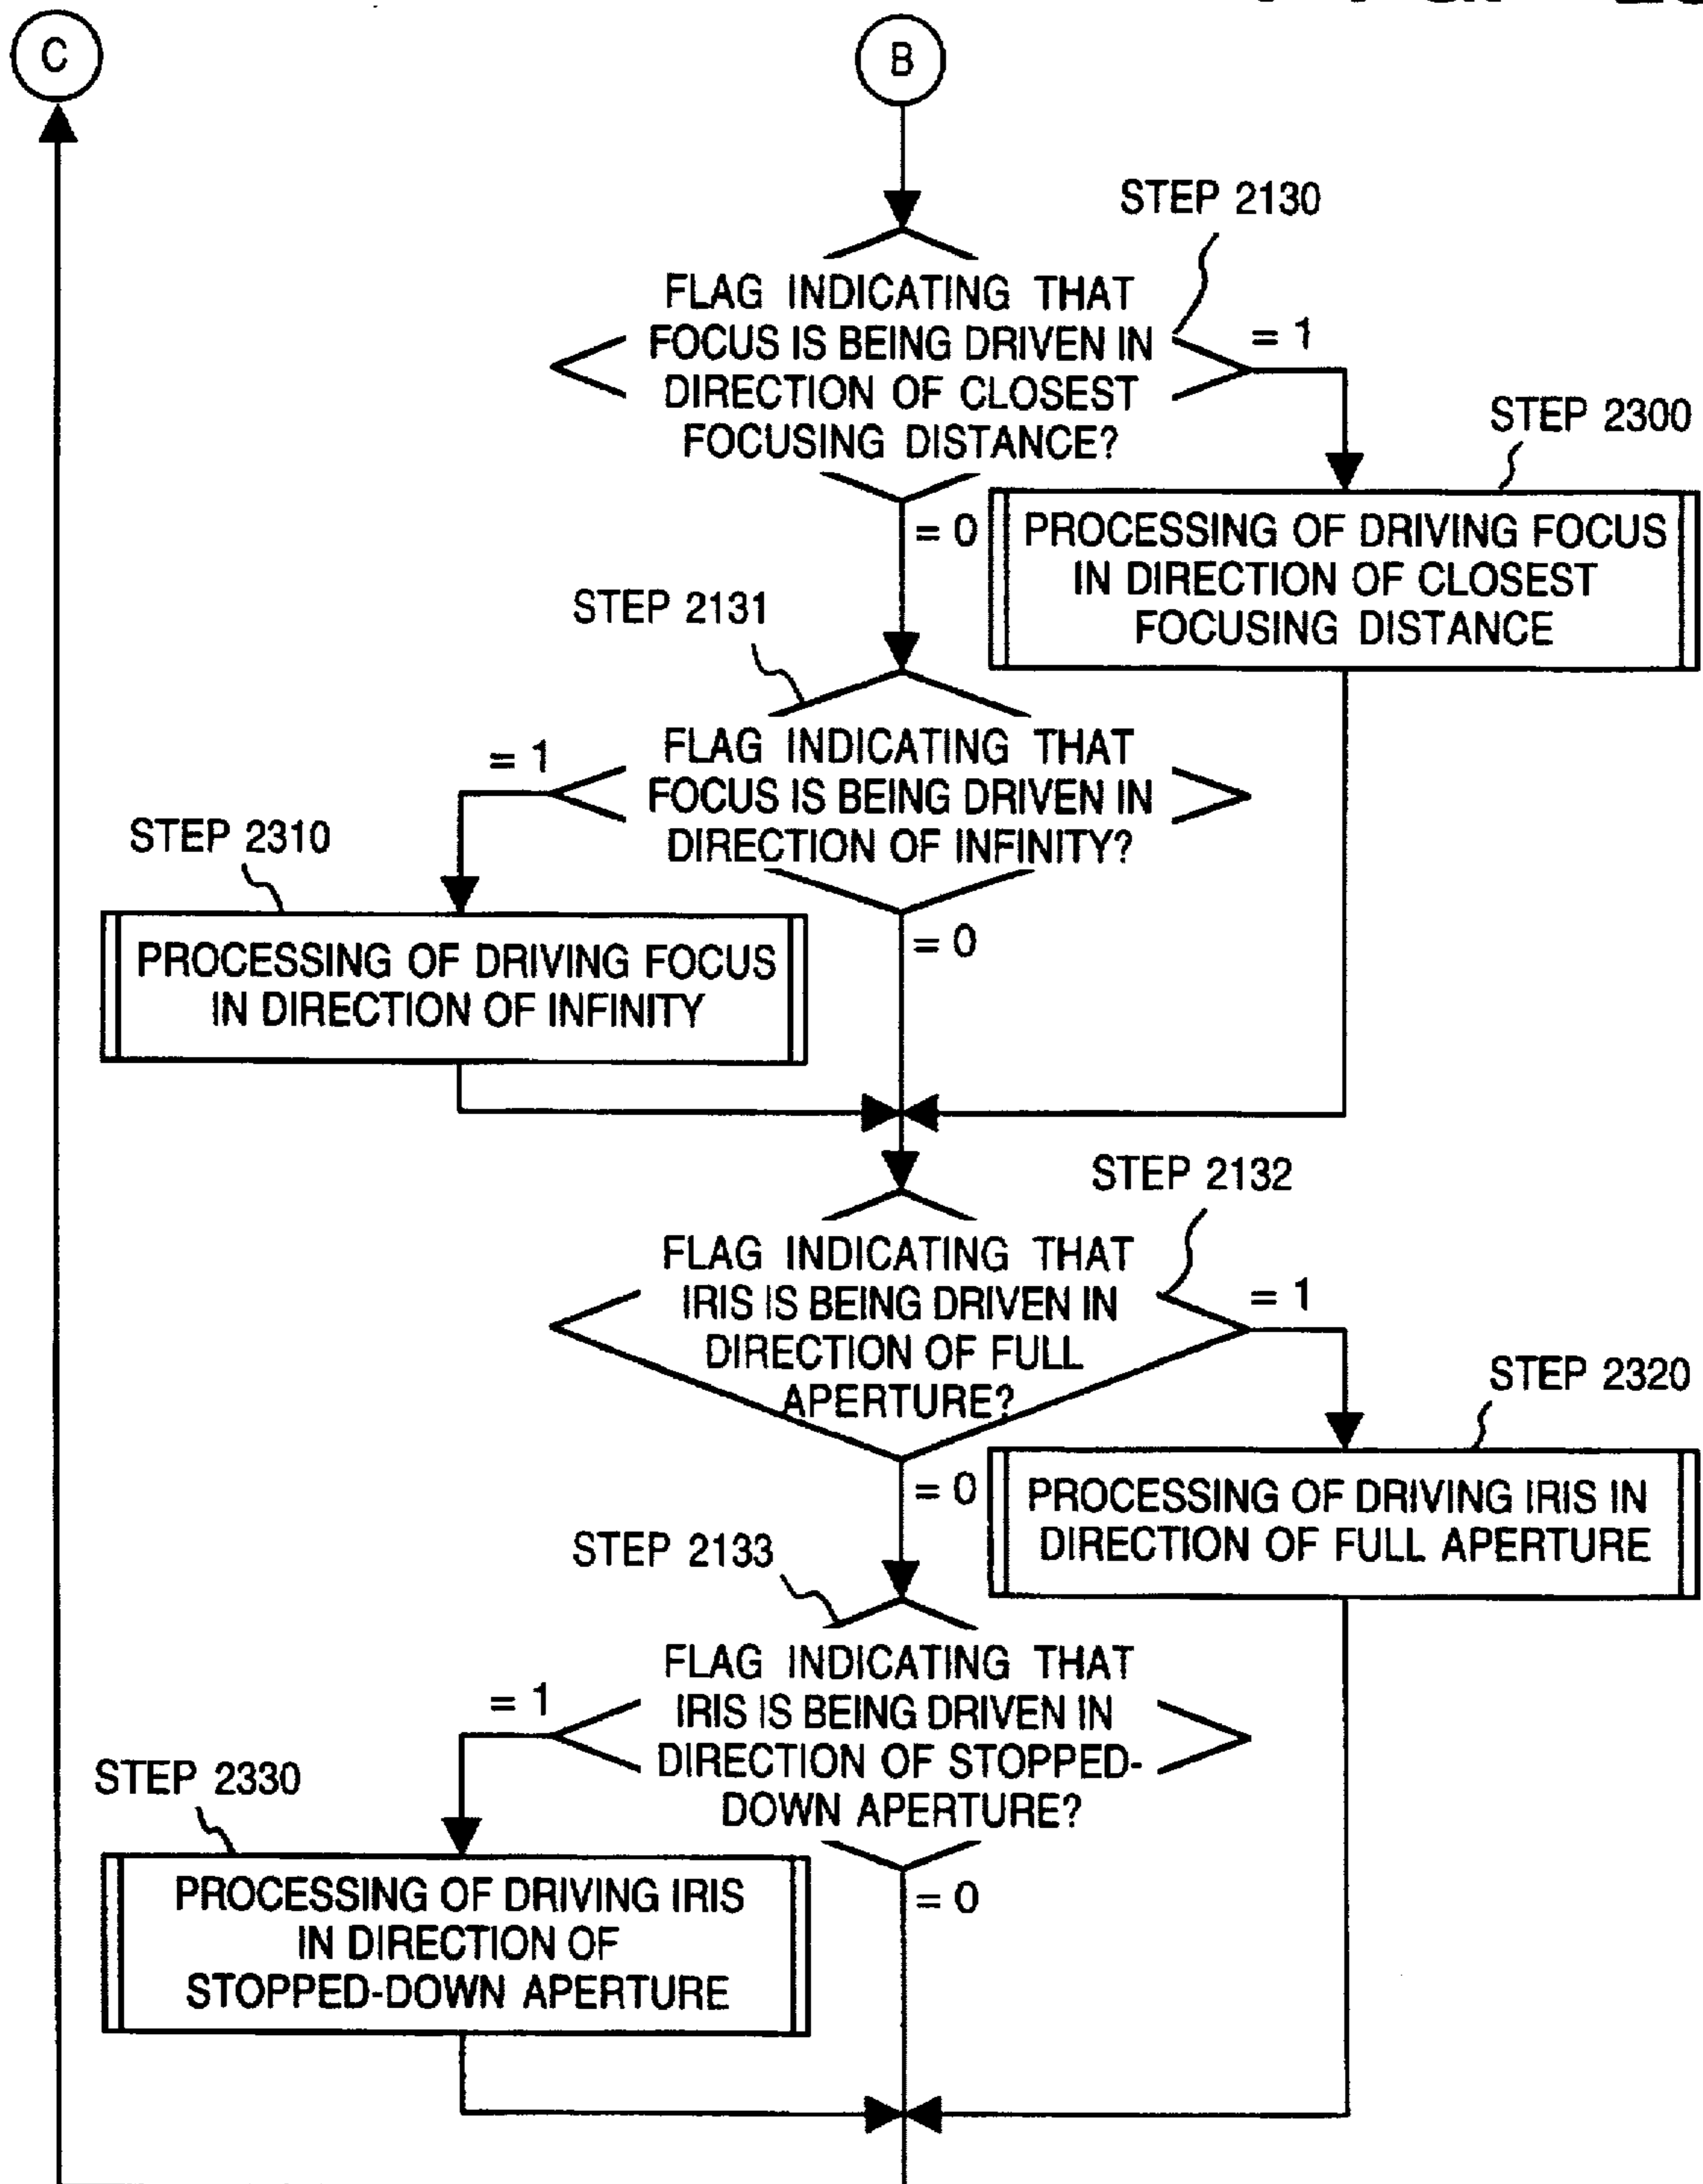 C
B
STEP 2130
FLAG INDICATING THAT
FOCUS IS BEING DRIVEN IN
DIRECTION OF CLOSEST
FOCUSING DISTANCE?
= 1
STEP 2300
= 0
PROCESSING OF DRIVING FOCUS
IN DIRECTION OF CLOSEST
FOCUSING DISTANCE
STEP 2131
FLAG INDICATING THAT
FOCUS IS BEING DRIVEN IN
DIRECTION OF INFINITY?
= 1
STEP 2310
= 0
PROCESSING OF DRIVING FOCUS
IN DIRECTION OF INFINITY
STEP 2132
FLAG INDICATING THAT
IRIS IS BEING DRIVEN IN
DIRECTION OF FULL
APERTURE?
= 1
STEP 2320
= 0
PROCESSING OF DRIVING IRIS IN
DIRECTION OF FULL APERTURE
STEP 2133
FLAG INDICATING THAT
IRIS IS BEING DRIVEN IN
DIRECTION OF STOPPED-
DOWN APERTURE?
= 1
STEP 2330
= 0
PROCESSING OF DRIVING IRIS
IN DIRECTION OF
STOPPED-DOWN APERTURE